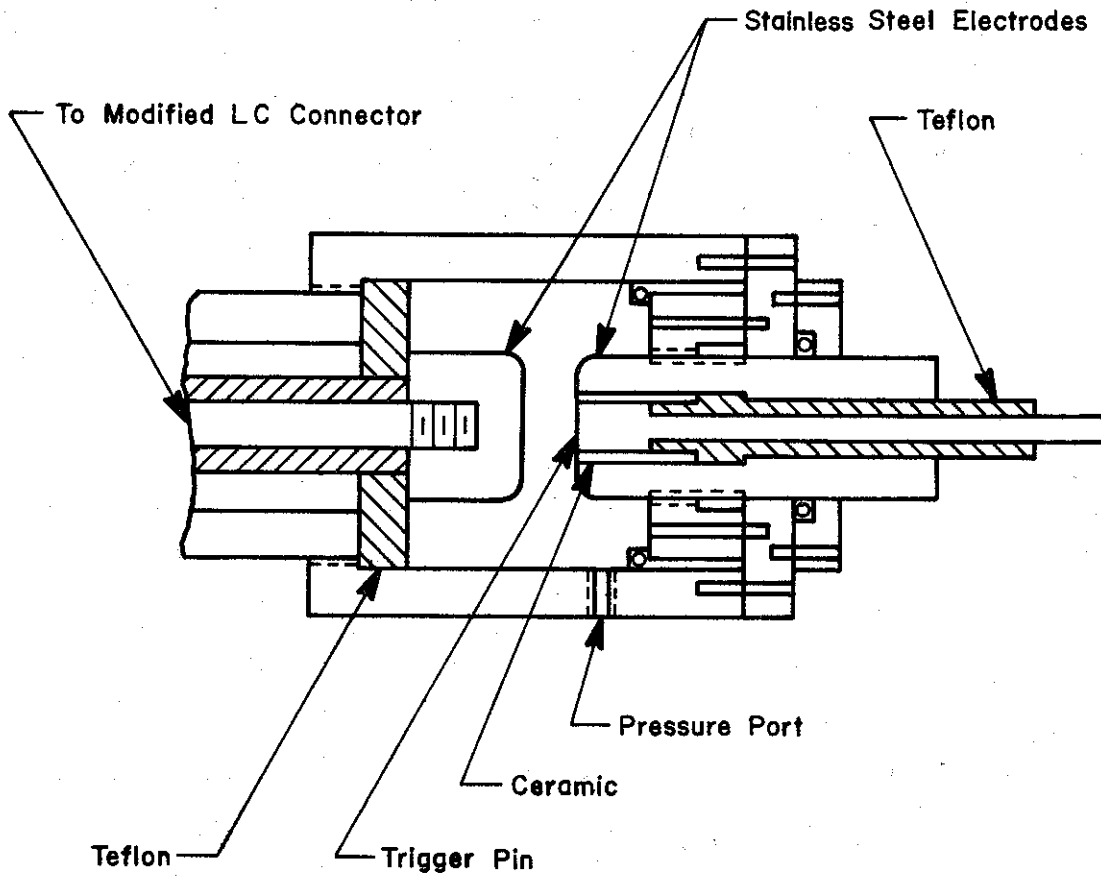 Stainless Steel Electrodes
To Modified LC Connector
Teflon
Pressure Port
Ceramic
Teflon
Trigger Pin